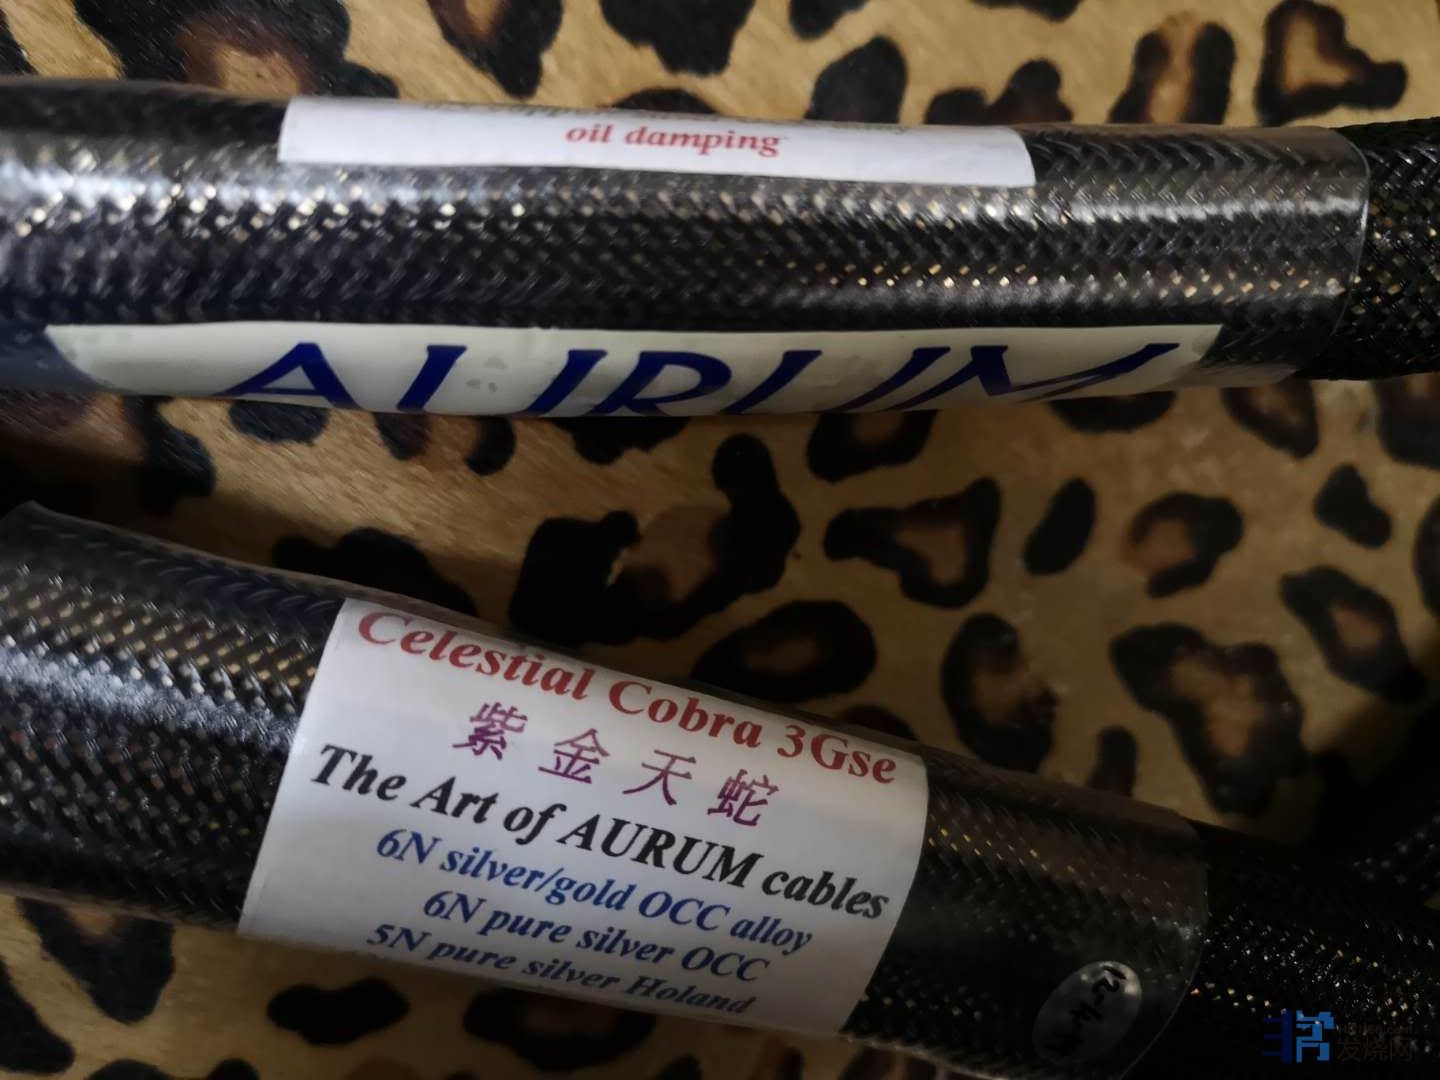 oil damping
AURUM
Celestial Cobra 3Gse
紫金天蛇
The Art of AURUM cables
6N silver/gold OCC alloy
6N pure silver OCC
5N pure silver Holand
发烧网